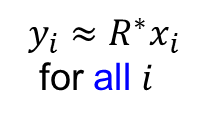 yᵢ ≈ R*xᵢ
for all i